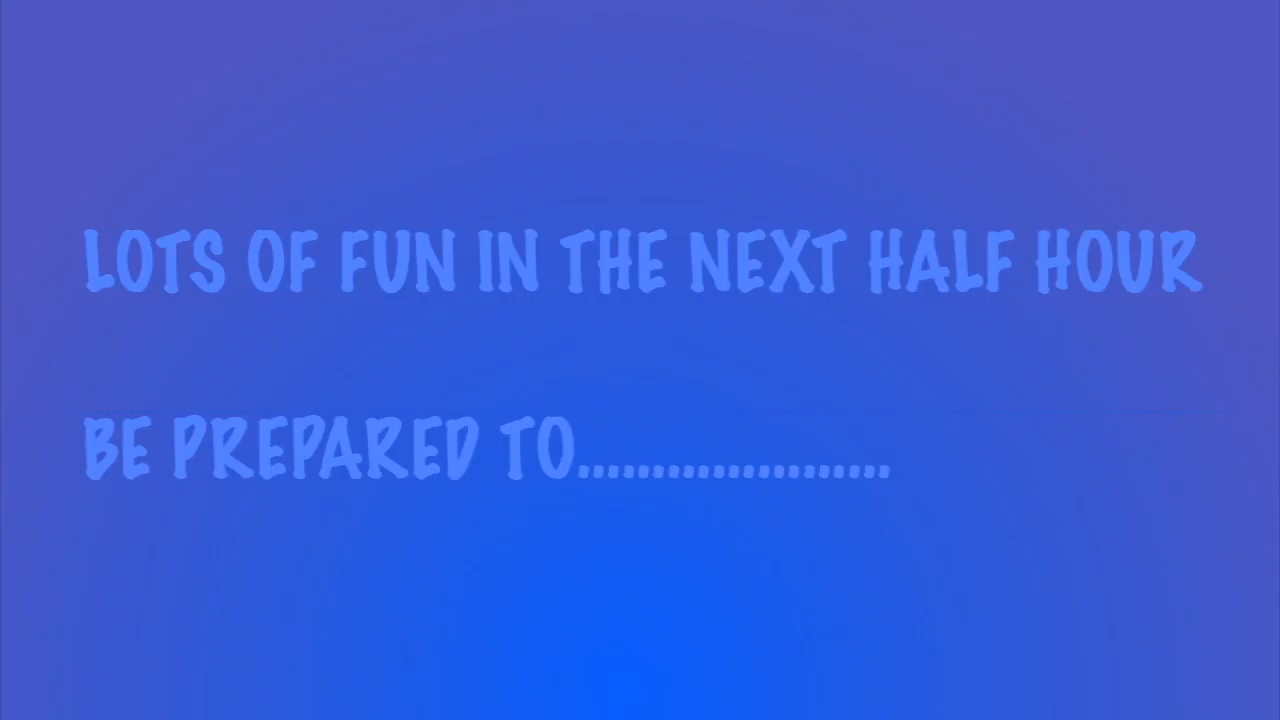 LOTS OF FUN IN THE NEXT HALF HOUR
BE PREPARED TO.....................